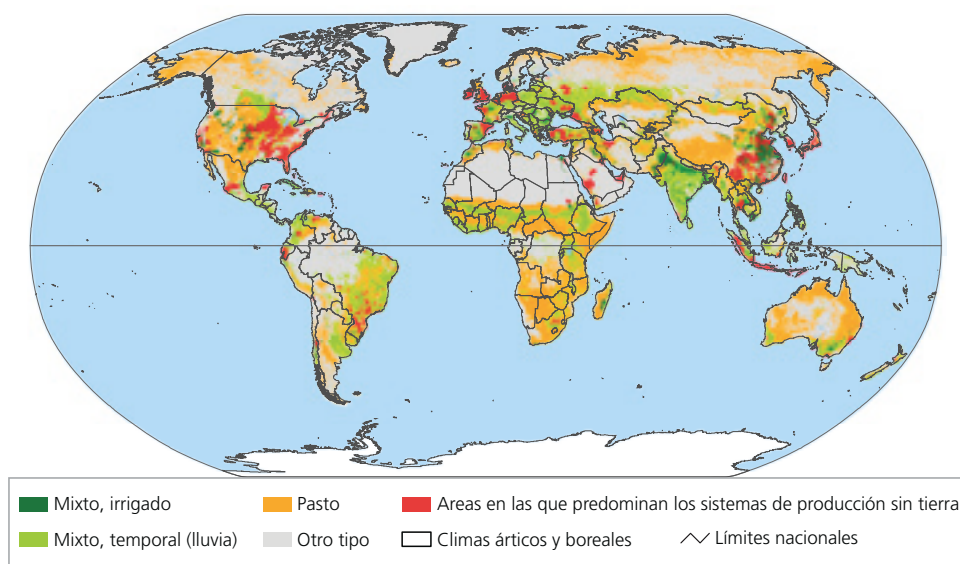 Mixto, irrigado
Pasto
Areas en las que predominan los sistemas de producción sin tierra
Mixto, temporal (lluvia)
Otro tipo
Climas árticos y boreales
Límites nacionales